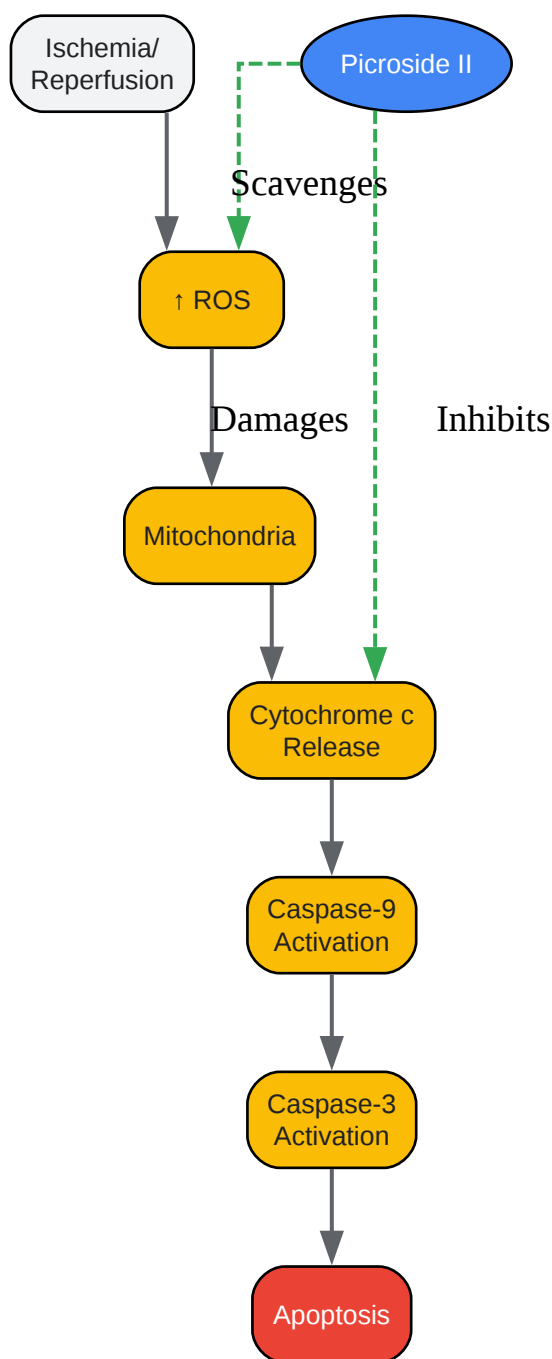 Ischemia/
Reperfusion
Picroside II
Scavenges
↑ ROS
Damages
Inhibits
Mitochondria
Cytochrome c
Release
Caspase-9
Activation
Caspase-3
Activation
Apoptosis